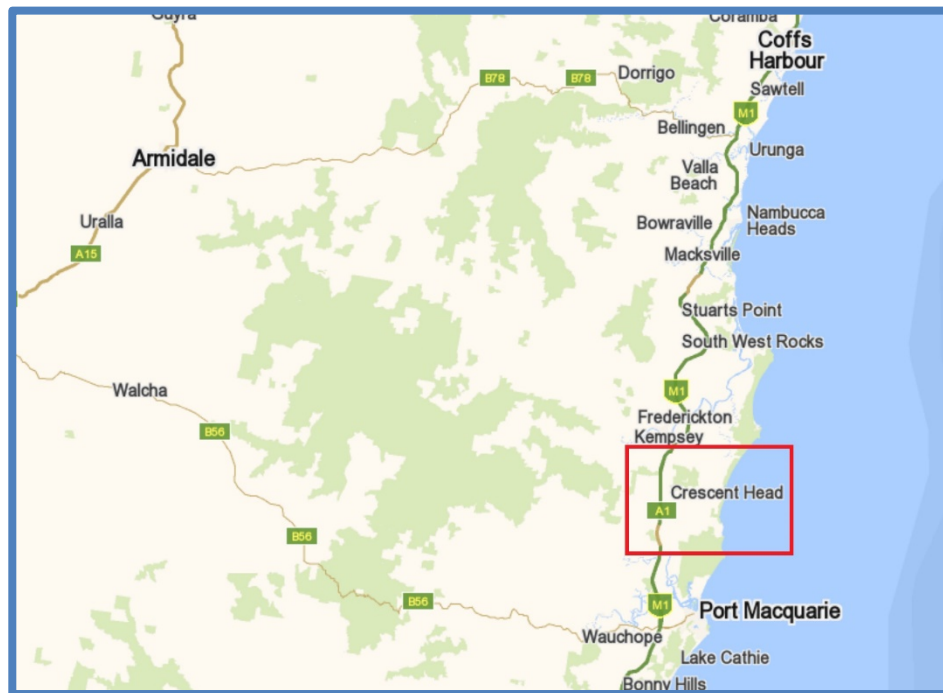 Guyra
Coramba
Coffs
Harbour
B78
B78
Dorrigo
Sawtell
M1
Bellingen
Urunga
Armidale
Valla
Beach
Uralla
Bowraville
Nambucca
Heads
A15
Macksville
Stuarts Point
South West Rocks
Walcha
M1
Frederickton
B56
Kempsey
Crescent Head
A1
B56
B56
M1
Port Macquarie
Wauchope
Lake Cathie
Bonny Hills